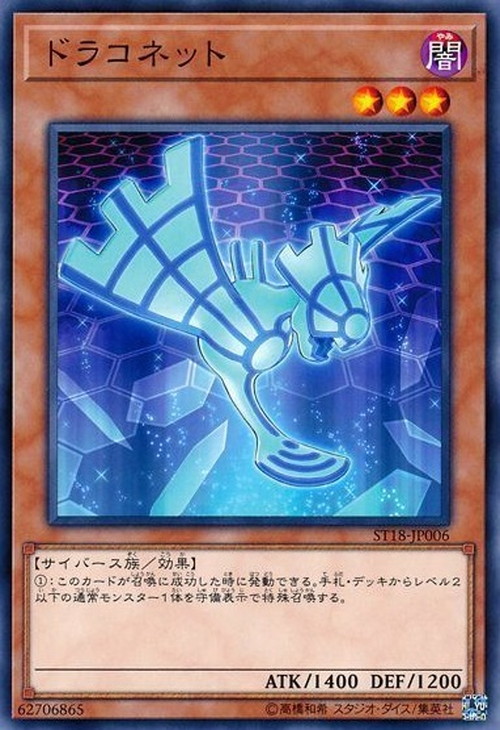 ドラコネット
闇
ST18-JP006
【サイバース族／効果】
①：このカードが召喚に成功した時に発動できる。手札・デッキからレベル２
以下の通常モンスター１体を守備表示で特殊召喚する。
ATK/1400 DEF/1200
62706865
©高橋和希 スタジオ・ダイス/集英社